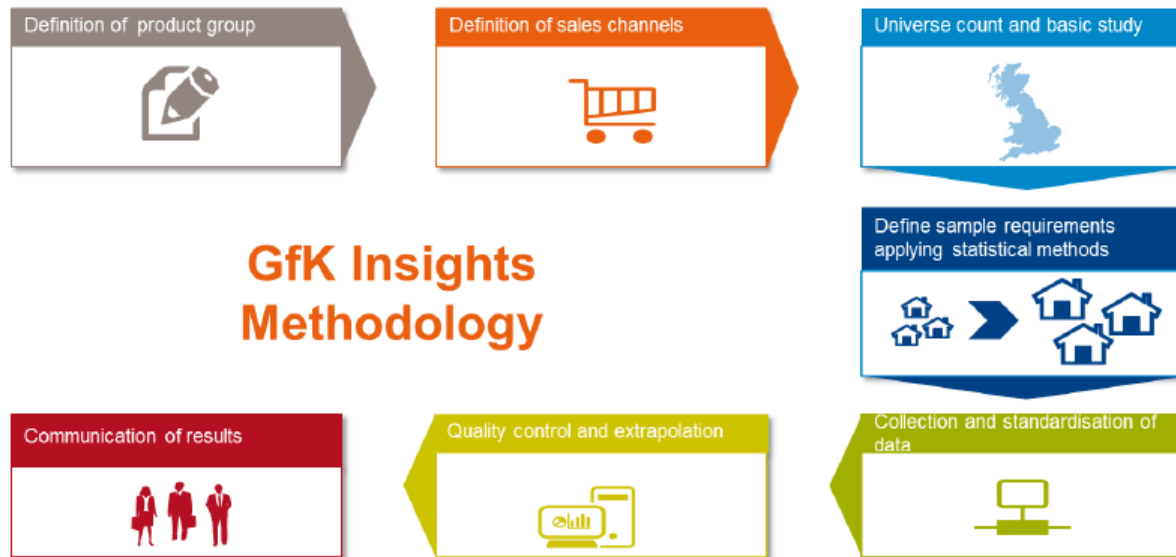 Definition of product group
Definition of sales channels
Universe count and basic study
Define sample requirements
applying statistical methods
GfK Insights
Methodology
Collection and standardisation of
data
Quality control and extrapolation
Communication of results